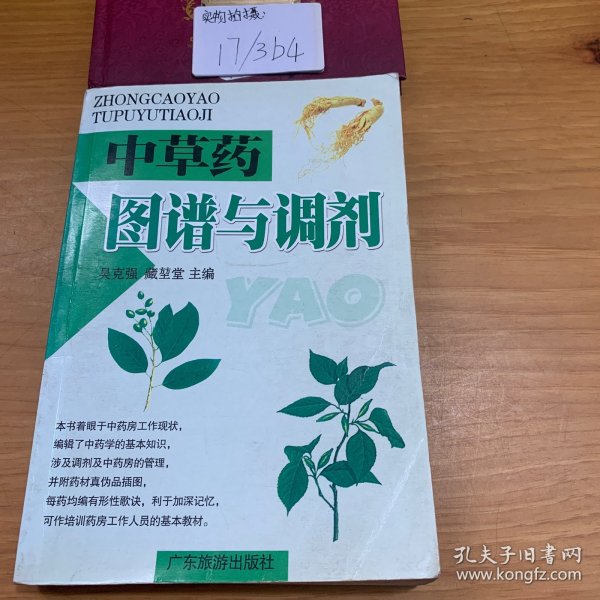 实物拍摄:
17/3b4
ZHONGCAOYAO
TUPUYUTIAOJI
中草药
图谱与调剂
吴克强 臧堃堂 主编
YAO
本书着眼于中药房工作现状，
编辑了中药学的基本知识，
涉及调剂及中药房的管理，
并附药材真伪品插图，
每药均编有形性歌诀，利于加深记忆，
可作培训药房工作人员的基本教材。
广东旅游出版社
孔夫子旧书网
www.kongfz.com